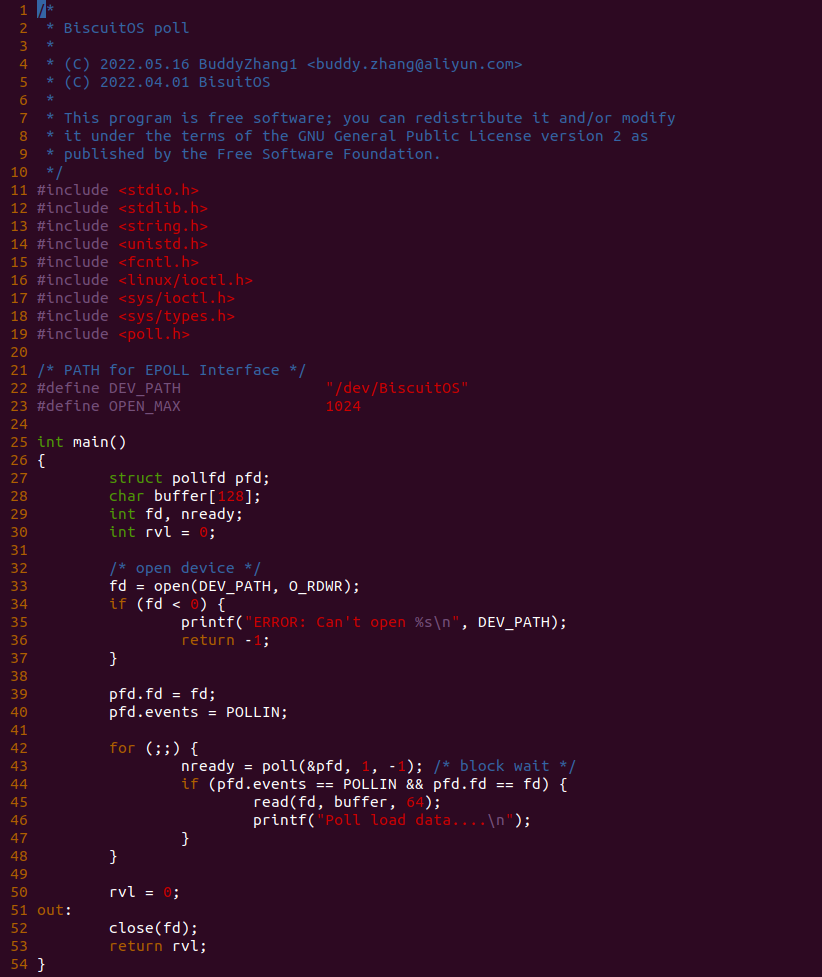 1 /*
2  * BiscuitOS poll
3  *
4  * (C) 2022.05.16 BuddyZhang1 <buddy.zhang@aliyun.com>
5  * (C) 2022.04.01 BisuitOS
6  *
7  * This program is free software; you can redistribute it and/or modify
8  * it under the terms of the GNU General Public License version 2 as
9  * published by the Free Software Foundation.
10  */
11 #include <stdio.h>
12 #include <stdlib.h>
13 #include <string.h>
14 #include <unistd.h>
15 #include <fcntl.h>
16 #include <linux/ioctl.h>
17 #include <sys/ioctl.h>
18 #include <sys/types.h>
19 #include <poll.h>
20
21 /* PATH for EPOLL Interface */
22 #define DEV_PATH                "/dev/BiscuitOS"
23 #define OPEN_MAX                1024
24
25 int main()
26 {
27         struct pollfd pfd;
28         char buffer[128];
29         int fd, nready;
30         int rvl = 0;
31
32         /* open device */
33         fd = open(DEV_PATH, O_RDWR);
34         if (fd < 0) {
35                 printf("ERROR: Can't open %s\n", DEV_PATH);
36                 return -1;
37         }
38
39         pfd.fd = fd;
40         pfd.events = POLLIN;
41
42         for (;;) {
43                 nready = poll(&pfd, 1, -1); /* block wait */
44                 if (pfd.events == POLLIN && pfd.fd == fd) {
45                         read(fd, buffer, 64);
46                         printf("Poll load data....\n");
47                 }
48         }
49
50         rvl = 0;
51 out:
52         close(fd);
53         return rvl;
54 }